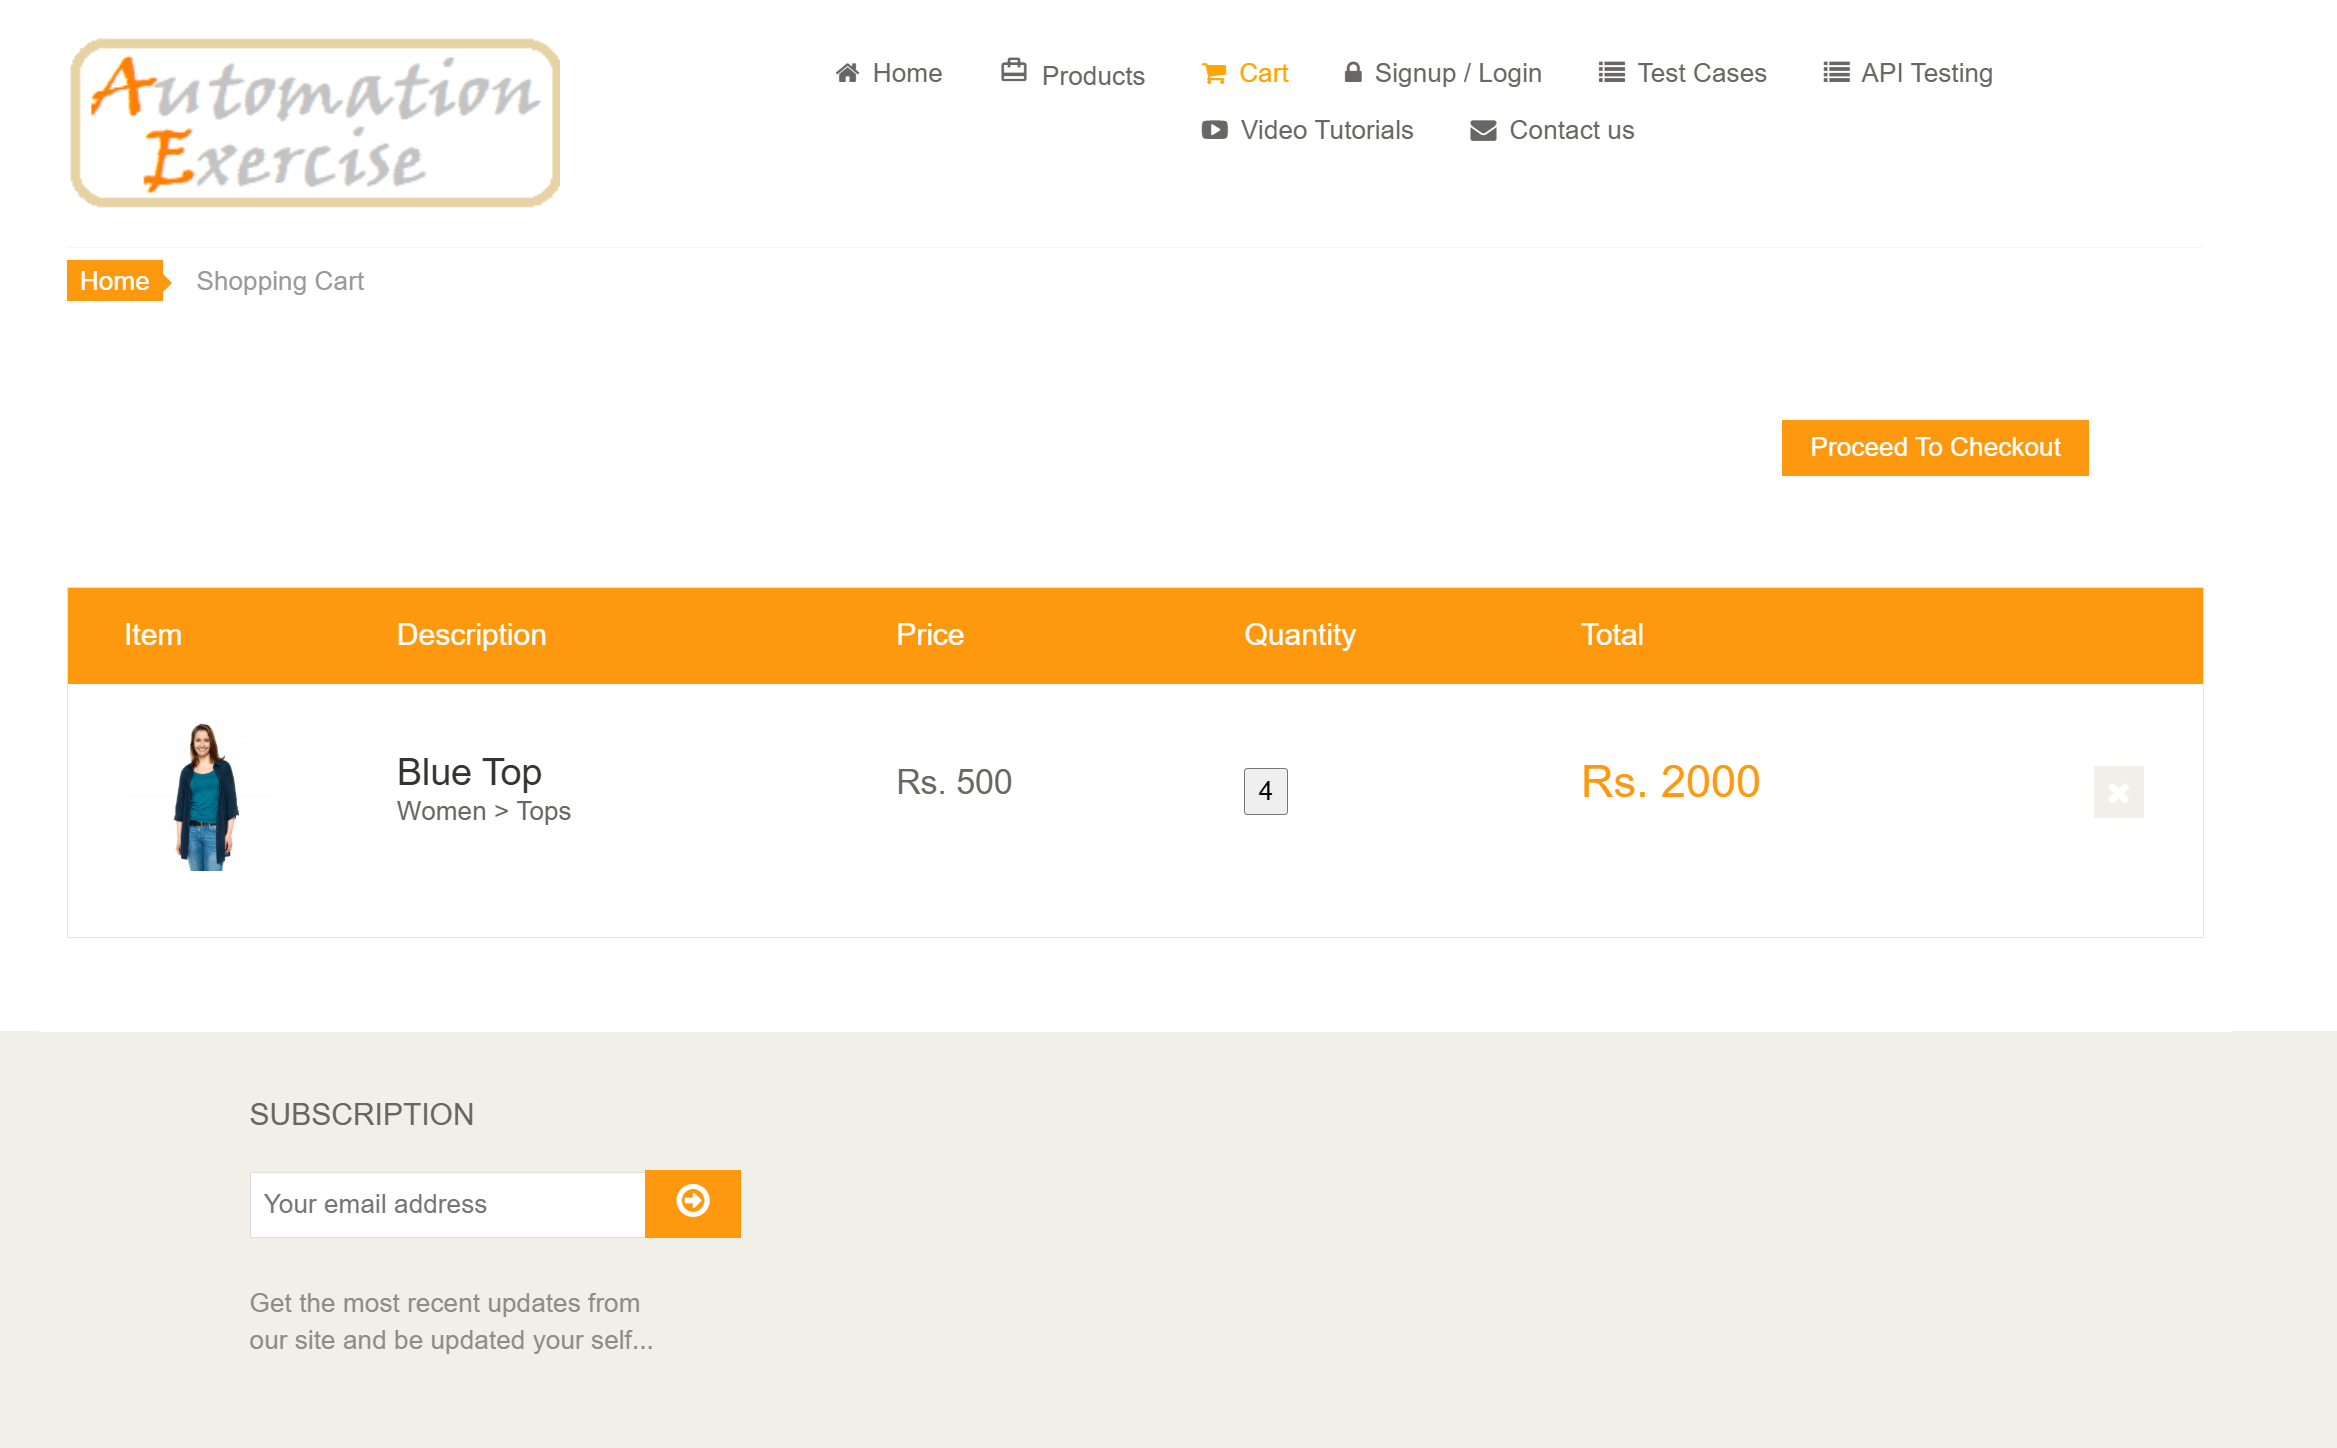 Automation
Exercise
Home Products Cart Signup / Login Test Cases API Testing
Video Tutorials Contact us
Home Shopping Cart
Proceed To Checkout
Item Description Price Quantity Total
Blue Top
Women > Tops
Rs. 500
4
Rs. 2000
SUBSCRIPTION
Your email address
Get the most recent updates from
our site and be updated your self...